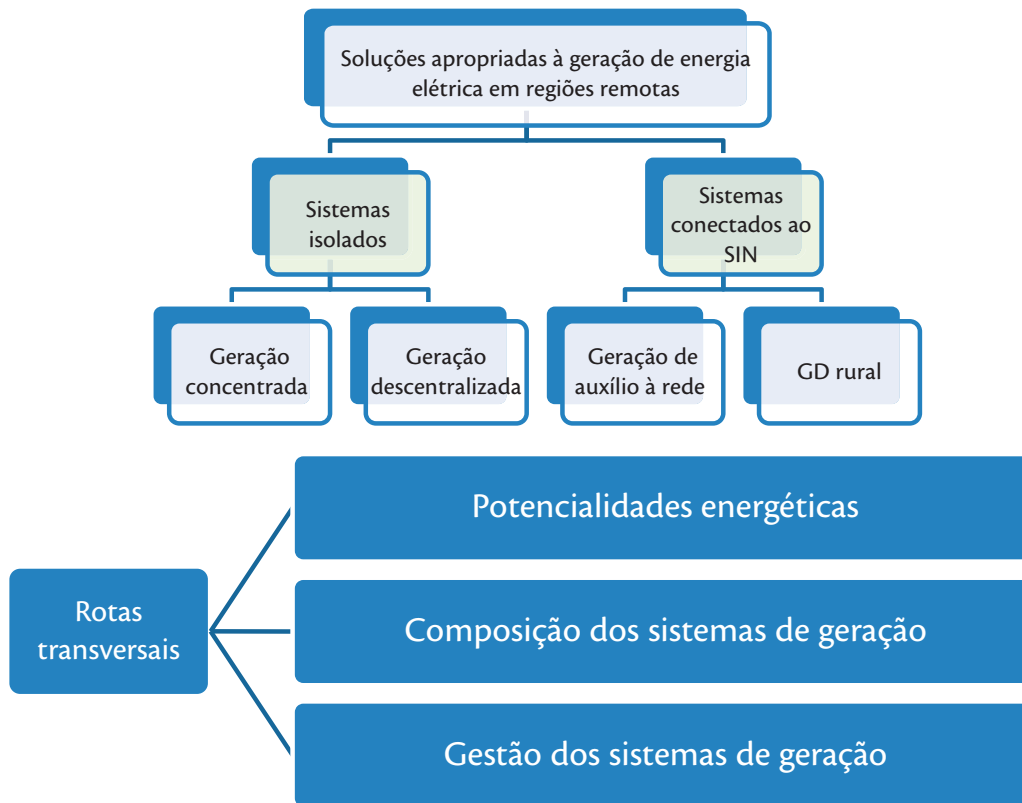 Soluções apropriadas à geração de energia
elétrica em regiões remotas
Sistemas
isolados
Sistemas
conectados ao
SIN
Geração
concentrada
Geração
descentralizada
Geração de
auxílio à rede
GD rural
Rotas
transversais
Potencialidades energéticas
Composição dos sistemas de geração
Gestão dos sistemas de geração